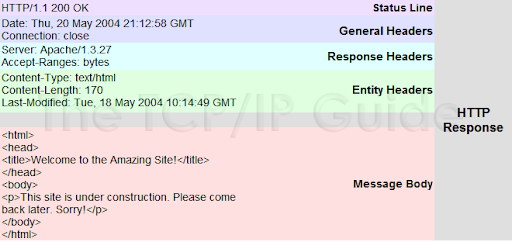 HTTP/1.1 200 OK
Status Line
Date: Thu, 20 May 2004 21:12:58 GMT
Connection: close
General Headers
Server: Apache/1.3.27
Accept-Ranges: bytes
Response Headers
Content-Type: text/html
Content-Length: 170
Last-Modified: Tue, 18 May 2004 10:14:49 GMT
Entity Headers
The TCP/IP Guide
<html>
<head>
<title>Welcome to the Amazing Site!</title>
</head>
<body>
<p>This site is under construction. Please come
back later. Sorry!</p>
</body>
</html>
Message Body
HTTP
Response